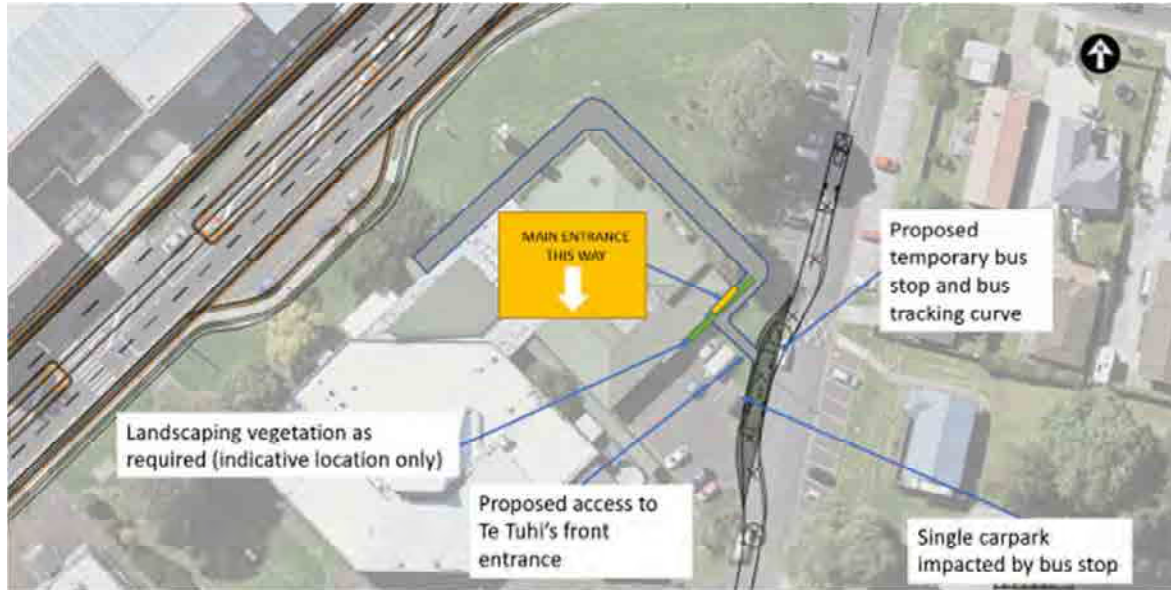 MAIN ENTRANCE
THIS WAY
Proposed
temporary bus
stop and bus
tracking curve
Landscaping vegetation as
required (indicative location only)
Proposed access to
Te Tuhi's front
entrance
Single carpark
impacted by bus stop